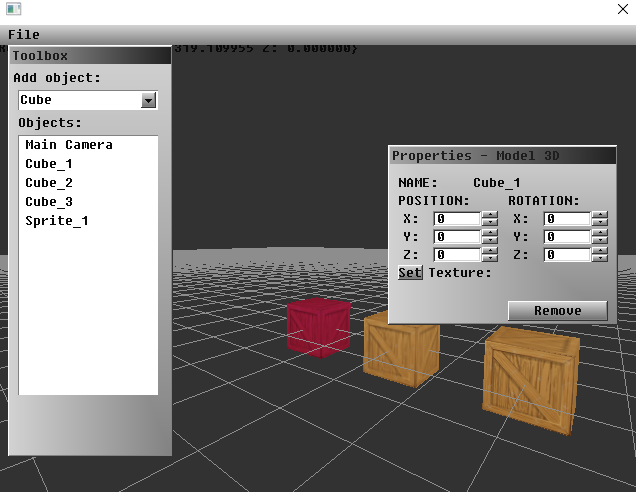 File
319.109955 Z: 0.000000}
Toolbox
Add object:
Cube
Objects:
Main Camera
Cube_1
Cube_2
Cube_3
Sprite_1
Properties - Model 3D
NAME: Cube_1
POSITION: ROTATION:
X: 0 X: 0
Y: 0 Y: 0
Z: 0 Z: 0
Set Texture:
Remove